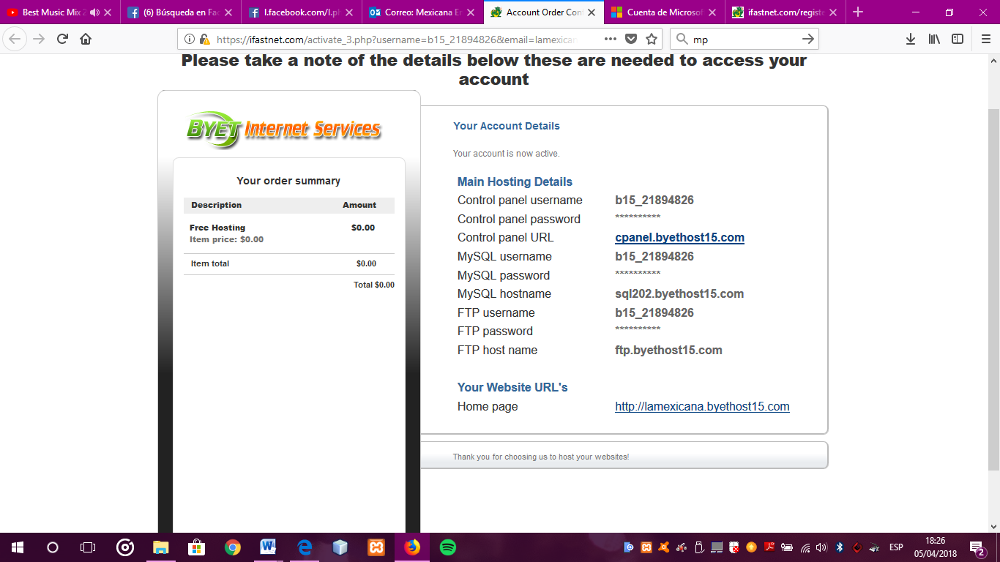 Best Music Mix 2
(6) Búsqueda en Fac
l.facebook.com/l.ph
Correo: Mexicana En
Account Order Conf
Cuenta de Microsof
ifastnet.com/registe
https://ifastnet.com/activate_3.php?username=b15_21894826&email=lamexican
mp
Please take a note of the details below these are needed to access your
account
BYET Internet Services
Your order summary
Description Amount
Free Hosting $0.00
Item price: $0.00
Item total $0.00
Total $0.00
Your Account Details
Your account is now active.
Main Hosting Details
Control panel username b15_21894826
Control panel password **********
Control panel URL cpanel.byethost15.com
MySQL username b15_21894826
MySQL password **********
MySQL hostname sql202.byethost15.com
FTP username b15_21894826
FTP password **********
FTP host name ftp.byethost15.com
Your Website URL's
Home page http://lamexicana.byethost15.com
Thank you for choosing us to host your websites!
ESP
18:26
05/04/2018
2